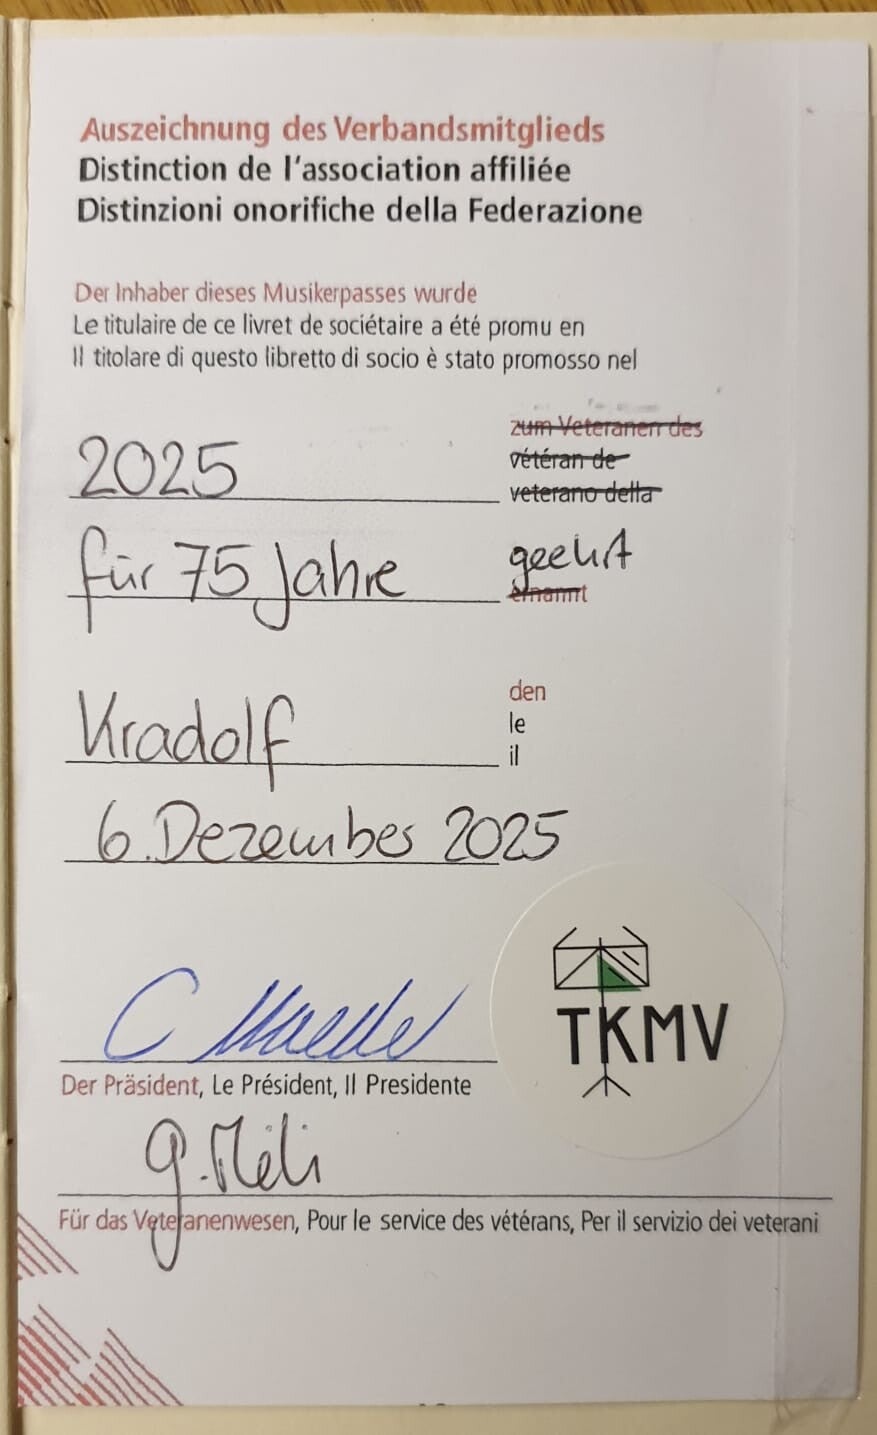 Auszeichnung des Verbandsmitglieds
Distinction de l'association affiliée
Distinzioni onorifiche della Federazione
Der Inhaber dieses Musikerpasses wurde
Le titulaire de ce livret de sociétaire a été promu en
Il titolare di questo libretto di socio è stato promosso nel
zum Veteranen des
2025 vétéran de
veterano della
für 75 Jahre geehrt
ernannt
den
Kradolf le
il
6. Dezember 2025
TKMV
C
Der Präsident, Le Président, Il Presidente
g. Meli
Für das Veteranenwesen, Pour le service des vétérans, Per il servizio dei veterani